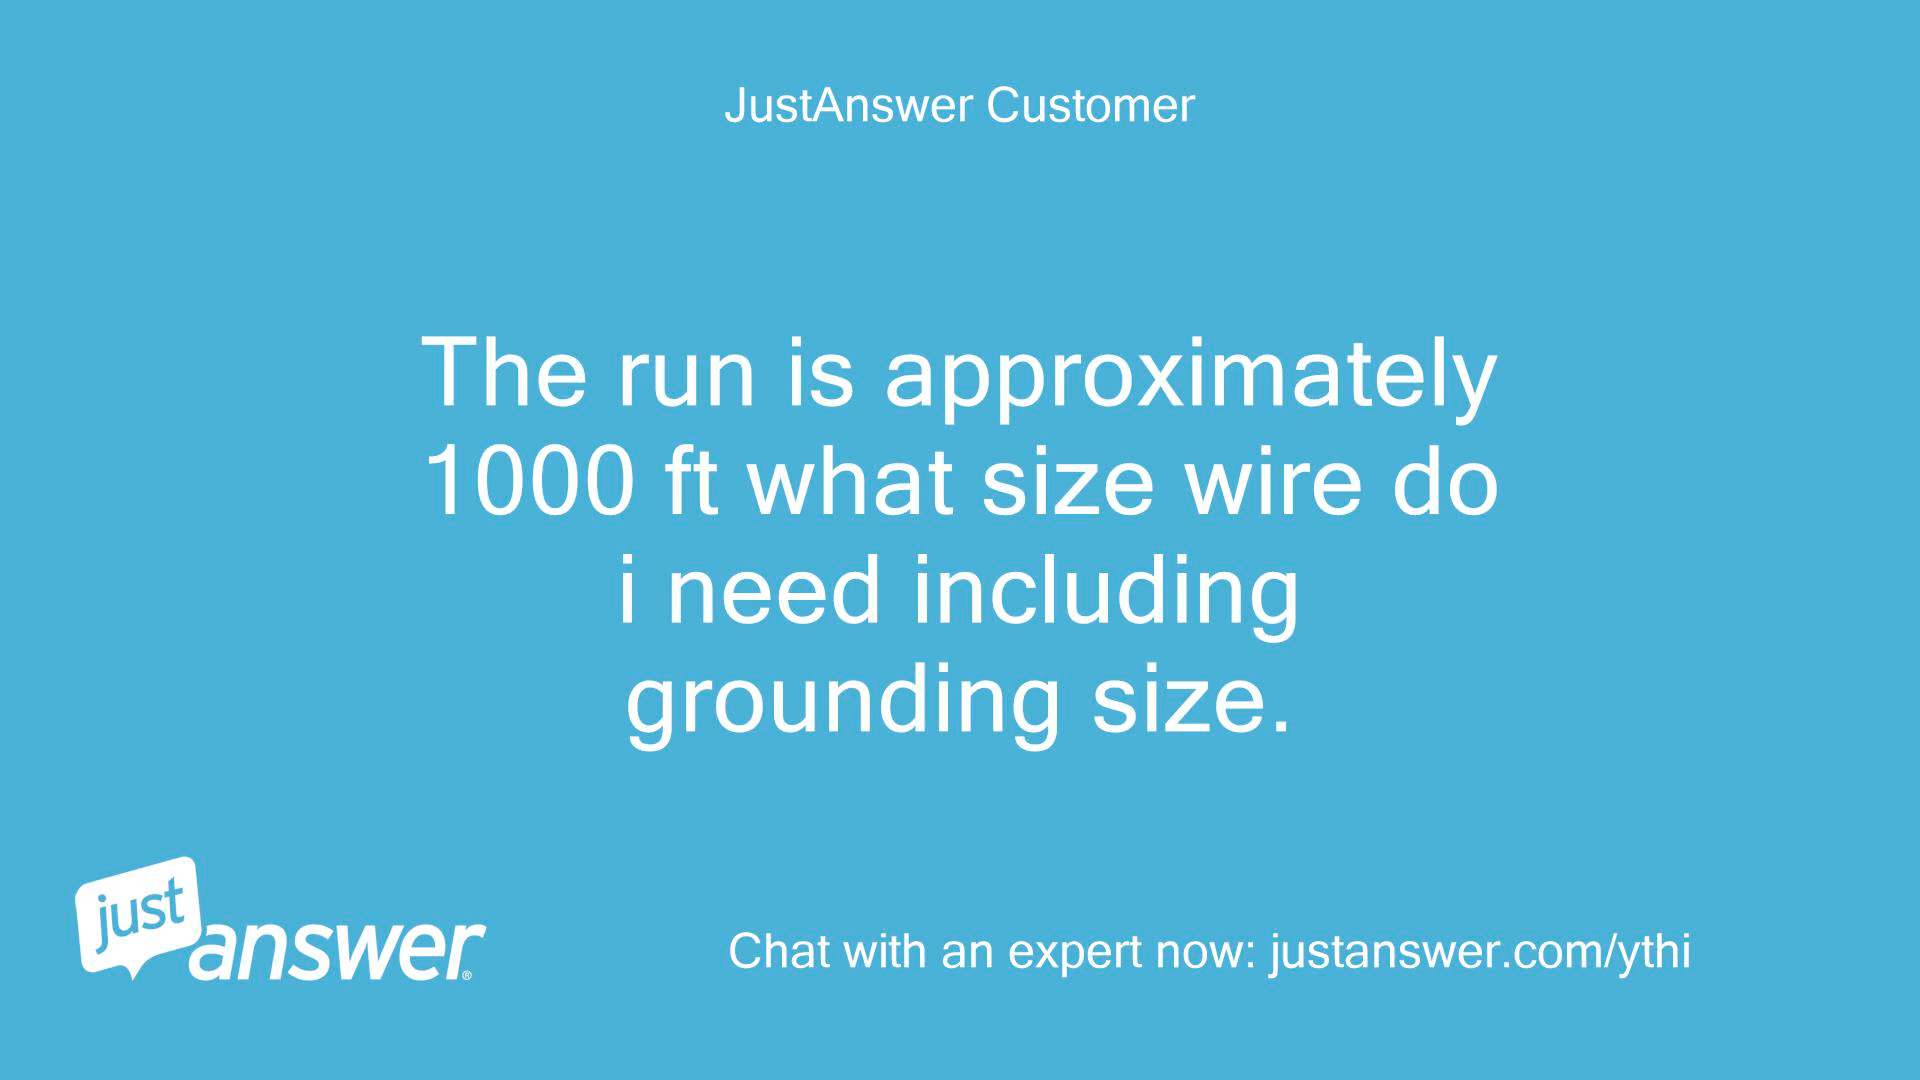 JustAnswer Customer
The run is approximately
1000 ft what size wire do
i need including
grounding size.
just
answer®
Chat with an expert now: justanswer.com/ythi